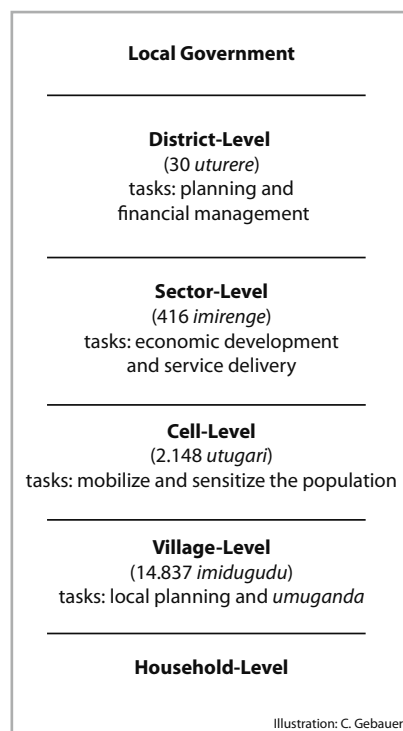 Local Government
District-Level
(30 uturere)
tasks: planning and
financial management
Sector-Level
(416 imirenge)
tasks: economic development
and service delivery
Cell-Level
(2.148 utugari)
tasks: mobilize and sensitize the population
Village-Level
(14.837 imidugudu)
tasks: local planning and umuganda
Household-Level
Illustration: C. Gebauer